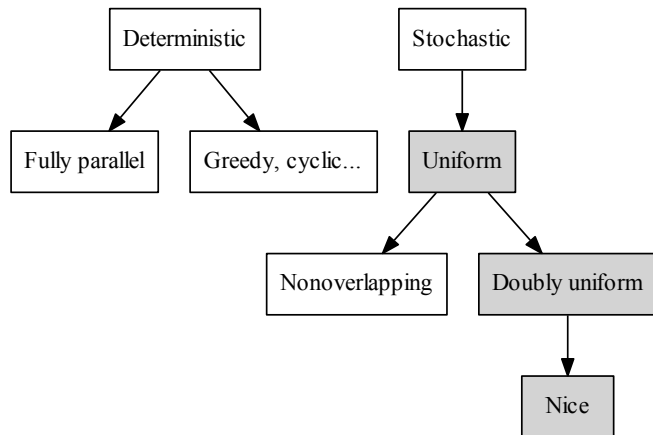 Deterministic
Stochastic
Fully parallel
Greedy, cyclic...
Uniform
Nonoverlapping
Doubly uniform
Nice